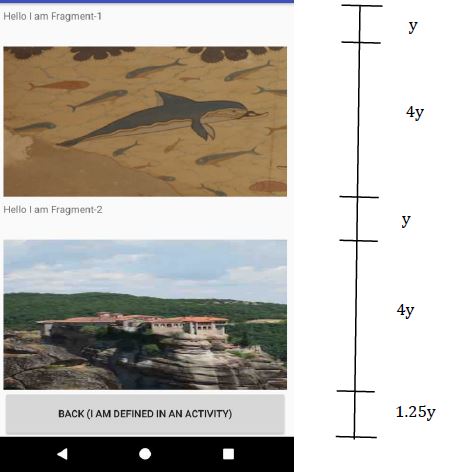 Hello I am Fragment-1
y
4y
Hello I am Fragment-2
y
4y
BACK (I AM DEFINED IN AN ACTIVITY)
1.25y